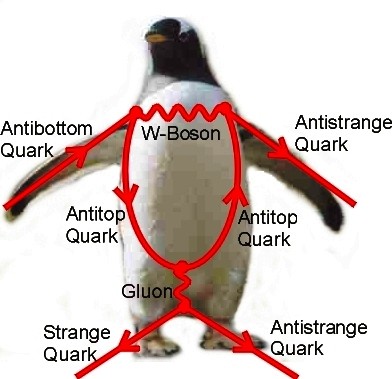 W-Boson
Antibottom
Quark
Antistrange
Quark
Antitop
Quark
Antitop
Quark
Gluon
Strange
Quark
Antistrange
Quark